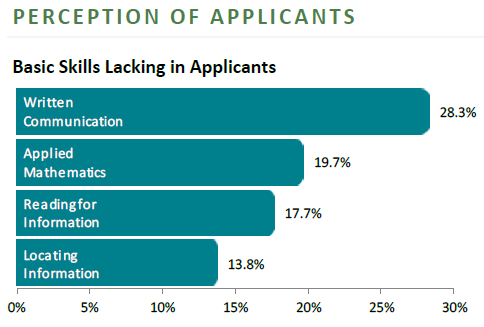 PERCEPTION OF APPLICANTS
Basic Skills Lacking in Applicants
Written
Communication
28.3%
Applied
Mathematics
19.7%
Reading for
Information
17.7%
Locating
Information
13.8%
0% 5% 10% 15% 20% 25% 30%